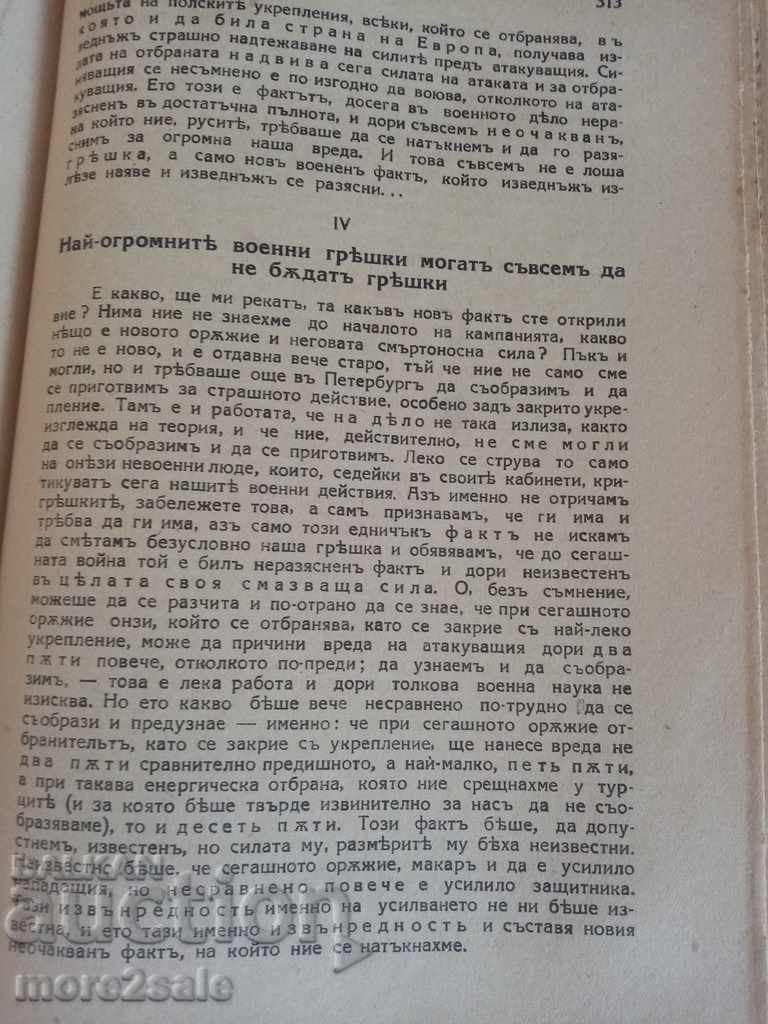 313
мощьта на полскитѣ укрепления, всѣки, който се отбранява, въ
която и да била страна на Европа, получава из-
веднъжъ страшно надтежаване на силитѣ предъ атакуващия. Си-
лата на отбраната надвива сега силата на атаката и за отбра-
няващия се несъмнено е по изгодно да воюва, отколкото на ата-
куващия. Ето този е фактътъ, досега въ военното дѣло нера-
зясненъ въ достатъчна пълнота, и дори съвсемъ неочакванъ,
на който ние, руситѣ, трѣбваше да се натъкнемъ и да го разя-
снимъ за огромна наша вреда. И това съвсемъ не е лоша
грѣшка, а само новъ воененъ фактъ, който изведнъжъ из-
лѣзе наяве и изведнъжъ се разясни...
IV
Най-огромнитѣ военни грѣшки могатъ съвсемъ да
не бѫдатъ грѣшки
Е какво, ще ми рекатъ, та какъвъ новъ фактъ сте открили
вие? Нима ние не знаехме до началото на кампанията, какво
нѣщо е новото орѫжие и неговата смъртоносна сила? Пъкъ и
то не е ново, и е отдавна вече старо, тъй че ние не само сме
могли, но и трѣбваше още въ Петербургъ да съобразимъ и да
се приготвимъ за страшното действие, особено задъ закрито укре-
пление. Тамъ е и работата, че на дѣло не така излиза, както
изглежда на теория, и че ние, действително, не сме могли
да се съобразимъ и да се приготвимъ. Леко се струва то само
на онѣзи невоенни люде, които, седейки въ своитѣ кабинети, кри-
тикуватъ сега нашитѣ военни действия. Азъ именно не отричамъ
грѣшкитѣ, забележете това, а самъ признавамъ, че ги има и
трѣбва да ги има, азъ само този едничъкъ фактъ не искамъ
да смѣтамъ безусловно наша грѣшка и обявявамъ, че до сегаш-
ната война той е билъ неразясненъ фактъ и дори неизвестенъ
въ цѣлата своя смазваща сила. О, безъ съмнение,
можеше да се разчита и по-отрано да се знае, че при сегашното
орѫжие онзи, който се отбранява, като се закрие съ най-леко
укрепление, може да причини вреда на атакуващия дори два
пѫти повече, отколкото по-преди; да узнаемъ и да съобра-
зимъ, — това е лека работа и дори толкова военна наука не
изисква. Но ето какво бѣше вече несравнено по-трудно да се
съобрази и предузнае — именно: че при сегашното орѫжие от-
бранительтъ, като се закрие съ укрепление, ще нанесе вреда не
два пѫти сравнително предишното, а най-малко, петь пѫти,
а при такава енергическа отбрана, която ние срещнахме у тур-
цитѣ (и за която бѣше твърде извинително за насъ да не съо-
бразяваме), то и десеть пѫти. Този фактъ бѣше, да допу-
стнемъ, известенъ, но силата му, размѣритѣ му бѣха неизвестни.
Неизвестно бѣше, че сегашното орѫжие, макаръ и да е усилило
нападащия, но несравнено повече е усилило защитника.
Тази извънредность именно на усилването не ни бѣше из-
вестна, и ето тази именно извънредность и съставя новия
неочакванъ фактъ, на който ние се натъкнахме.
BALKAN
auction
more2sale